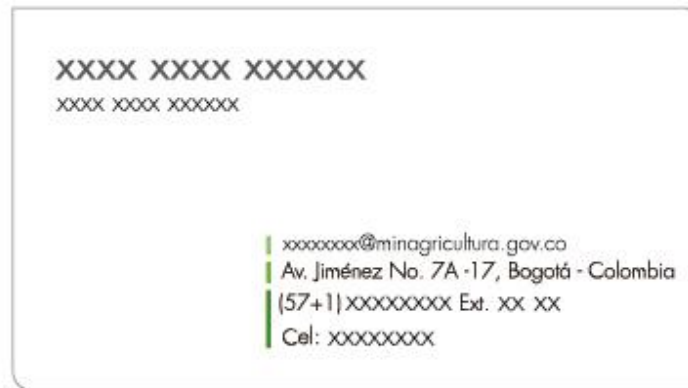 xxxx xxxx xxxxxx
xxxx xxxx xxxxxx
xxxxxxxx@minagricultura.gov.co
Av. Jiménez No. 7A -17, Bogotá - Colombia
(57+1) xxxxxxxx Ext. xx xx
Cel: xxxxxxxx